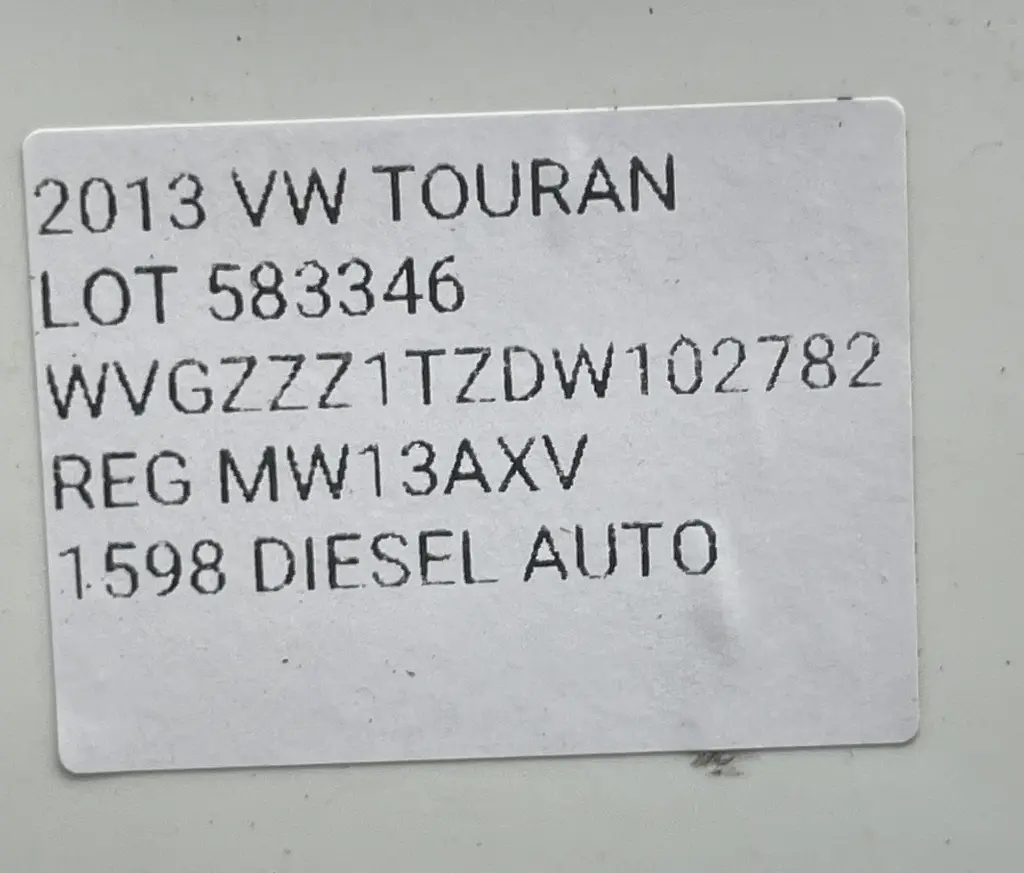 2013 VW TOURAN
LOT 583346
WVGZZZ1TZDW102782
REG MW13AXV
1598 DIESEL AUTO